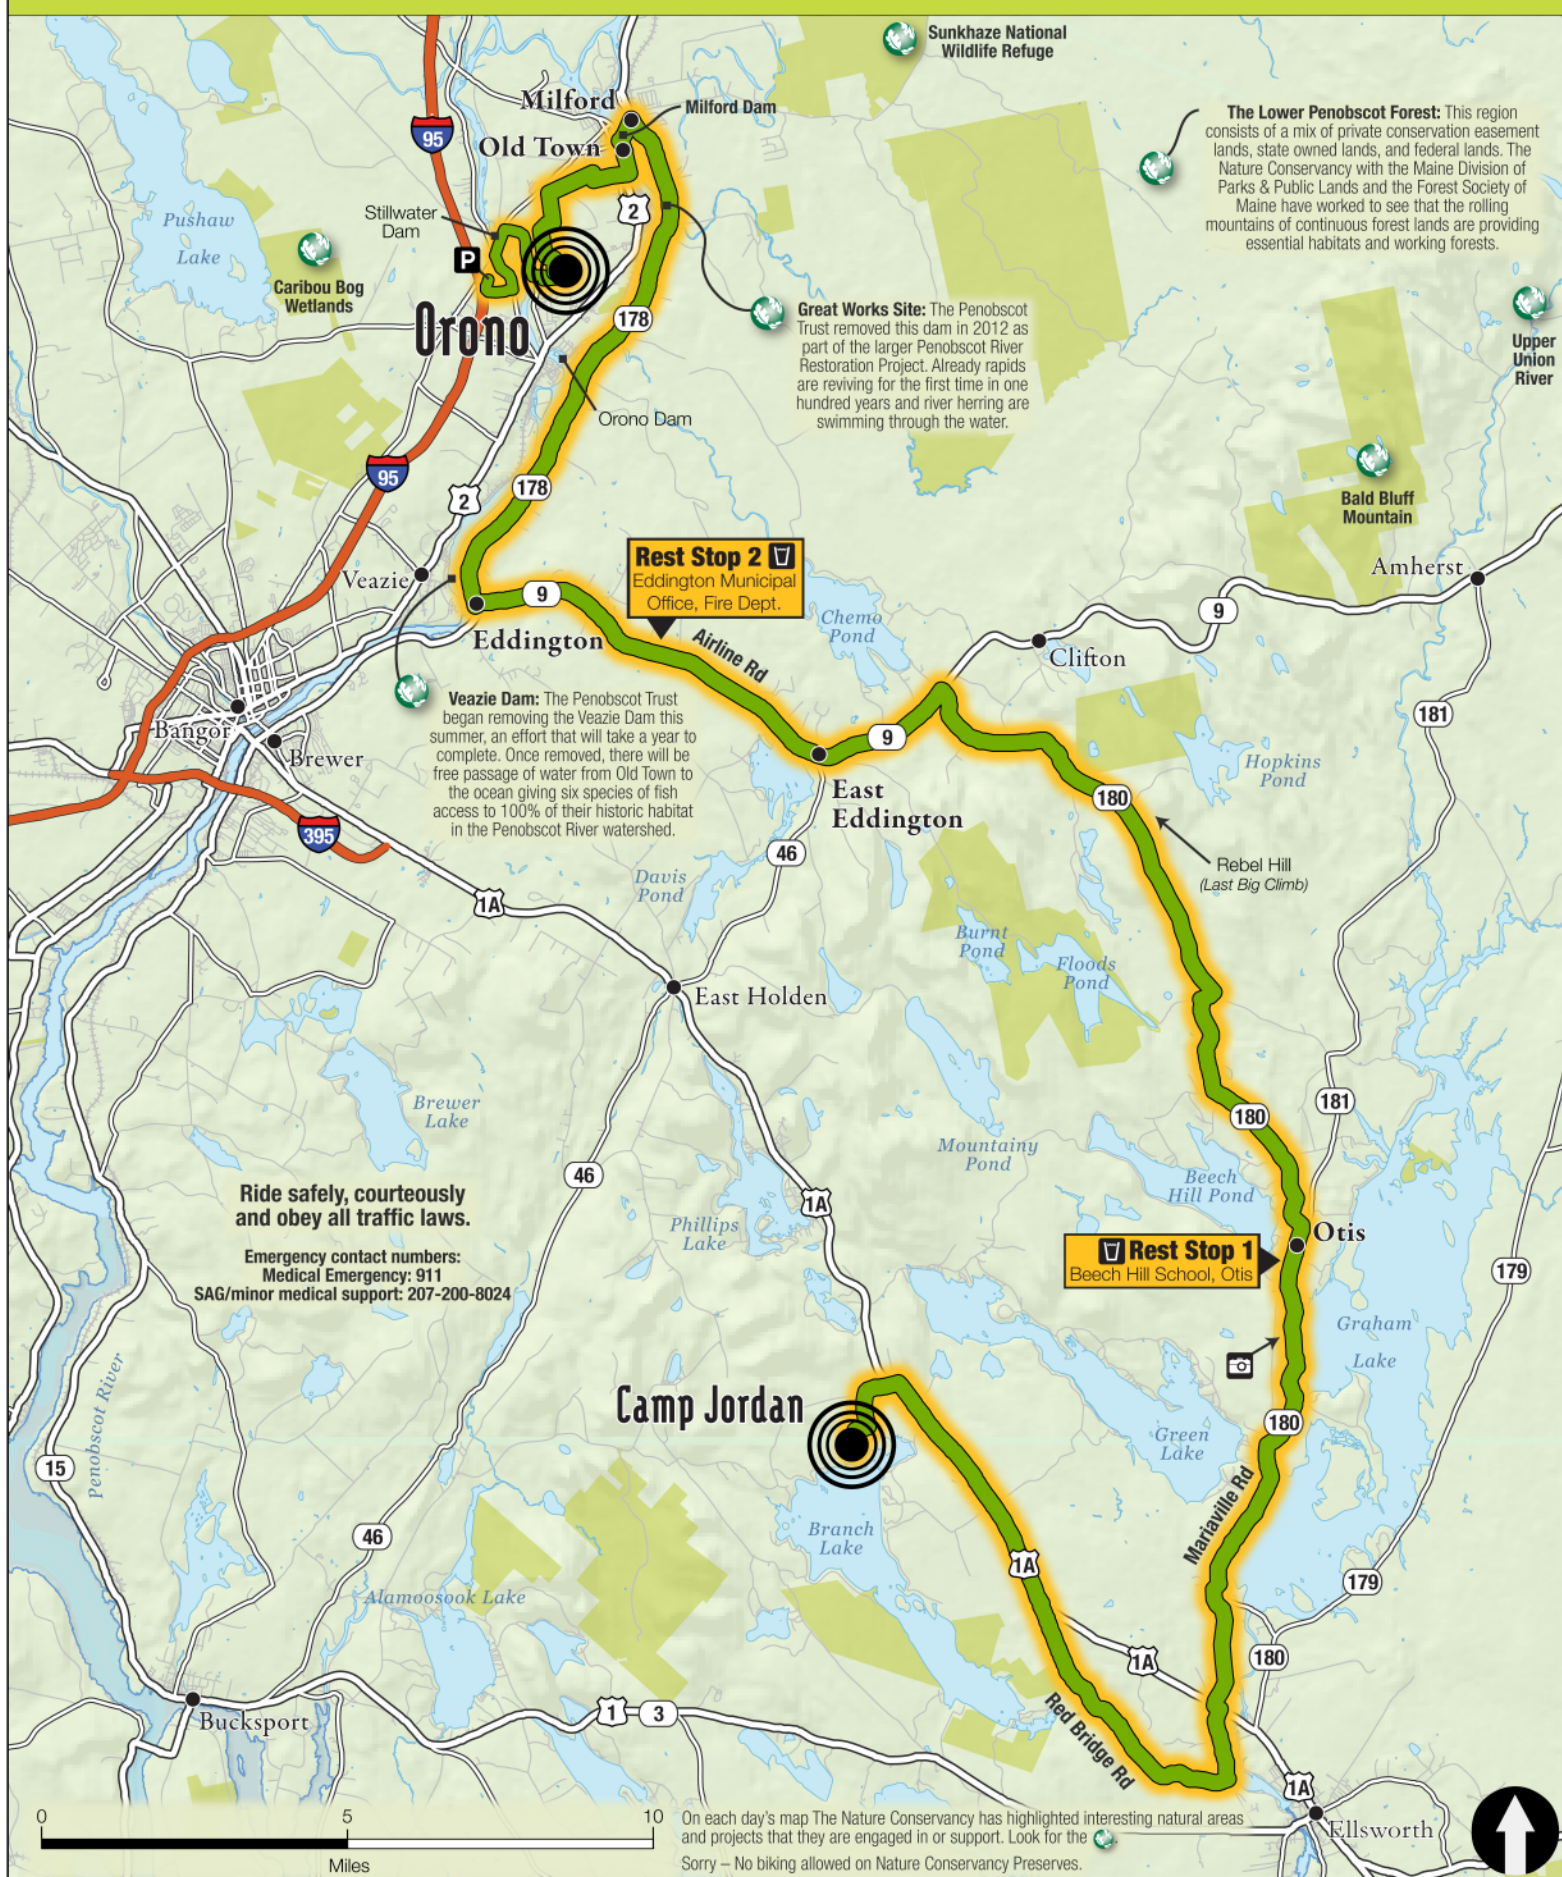 Sunkhaze National
Wildlife Refuge
Milford
Milford Dam
95
Old Town
The Lower Penobscot Forest: This region
consists of a mix of private conservation easement
lands, state owned lands, and federal lands. The
Nature Conservancy with the Maine Division of
Parks & Public Lands and the Forest Society of
Maine have worked to see that the rolling
mountains of continuous forest lands are providing
essential habitats and working forests.
Pushaw
Lake
Stillwater
Dam
2
P
Caribou Bog
Wetlands
Orono
178
Great Works Site: The Penobscot
Trust removed this dam in 2012 as
part of the larger Penobscot River
Restoration Project. Already rapids
are reviving for the first time in one
hundred years and river herring are
swimming through the water.
Upper
Union
River
Orono Dam
95
2
178
Bald Bluff
Mountain
Veazie
Rest Stop 2
Eddington Municipal
Office, Fire Dept.
Amherst
9
9
Chemo
Pond
Eddington
Airline Rd
Clifton
Veazie Dam: The Penobscot Trust
began removing the Veazie Dam this
summer, an effort that will take a year to
complete. Once removed, there will be
free passage of water from Old Town to
the ocean giving six species of fish
access to 100% of their historic habitat
in the Penobscot River watershed.
181
Bangor
Brewer
9
Hopkins
Pond
East
Eddington
180
395
46
Rebel Hill
(Last Big Climb)
Davis
Pond
1A
Burnt
Pond
Floods
Pond
East Holden
Brewer
Lake
180
181
Mountainy
Pond
46
Beech
Hill Pond
Ride safely, courteously
and obey all traffic laws.
1A
Phillips
Lake
Otis
Emergency contact numbers:
Medical Emergency: 911
SAG/minor medical support: 207-200-8024
Rest Stop 1
Beech Hill School, Otis
179
Graham
Lake
Camp Jordan
180
Green
Lake
Penobscot River
15
Mariaville Rd
46
Branch
Lake
1A
179
Alamoosook Lake
1A
180
Bucksport
1
3
Red Bridge Rd
1A
Ellsworth
0
5
10
Miles
On each day's map The Nature Conservancy has highlighted interesting natural areas
and projects that they are engaged in or support. Look for the
Sorry – No biking allowed on Nature Conservancy Preserves.